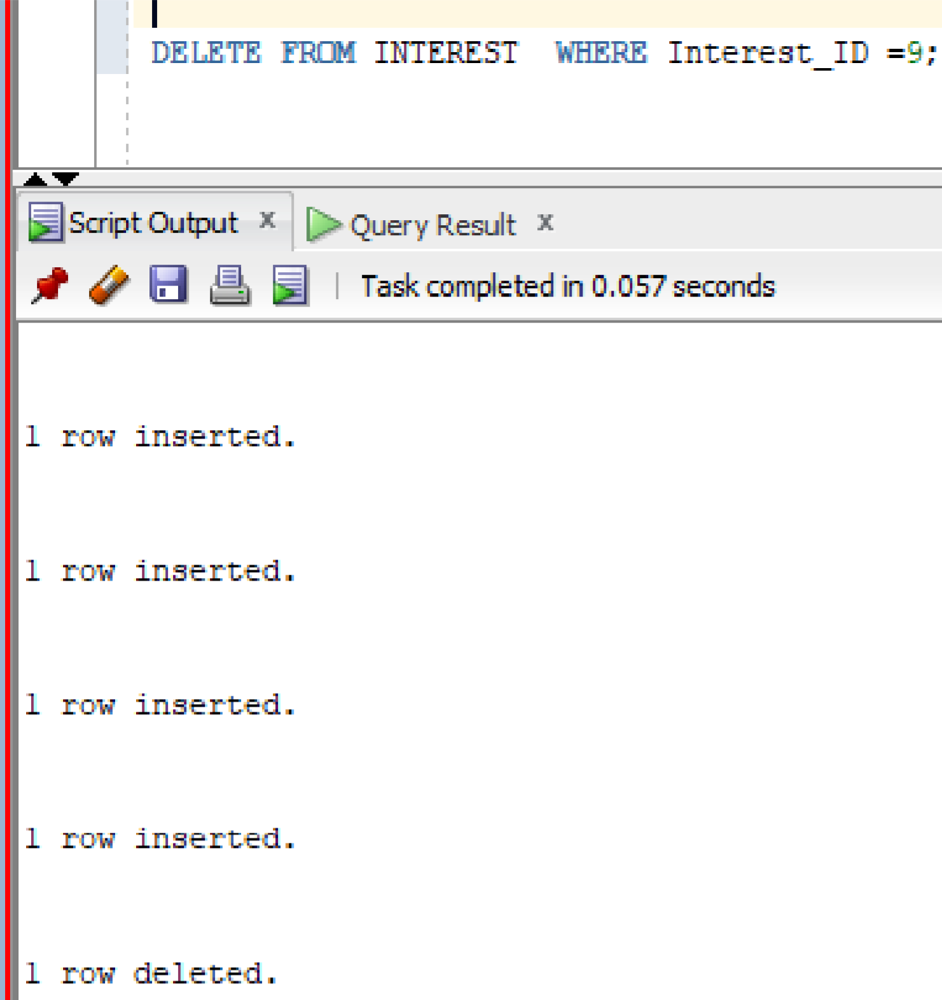 DELETE FROM INTEREST  WHERE Interest_ID =9;
Script Output x Query Result x
Task completed in 0.057 seconds
1 row inserted.
1 row inserted.
1 row inserted.
1 row inserted.
1 row deleted.